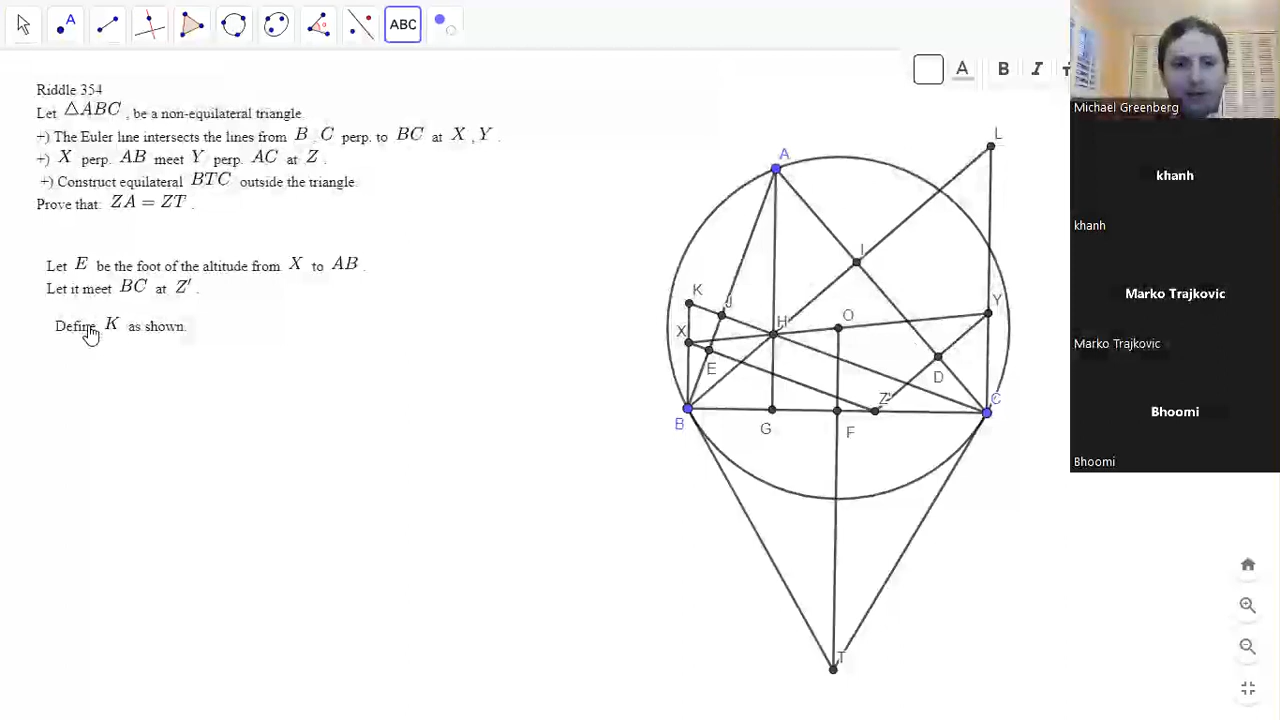 ABC
A B I
Riddle 354
Let △ABC , be a non-equilateral triangle.
+) The Euler line intersects the lines from B , C perp. to BC at X , Y .
+) X perp. AB meet Y perp. AC at Z .
+) Construct equilateral BTC outside the triangle.
Prove that: ZA = ZT .
Let E be the foot of the altitude from X to AB .
Let it meet BC at Z′ .
Define K as shown.
A
L
I
K
J
H
O
Y
X
E
D
Z'
C
B
G
F
T
Michael Greenberg
khanh
khanh
Marko Trajkovic
Marko Trajkovic
Bhoomi
Bhoomi